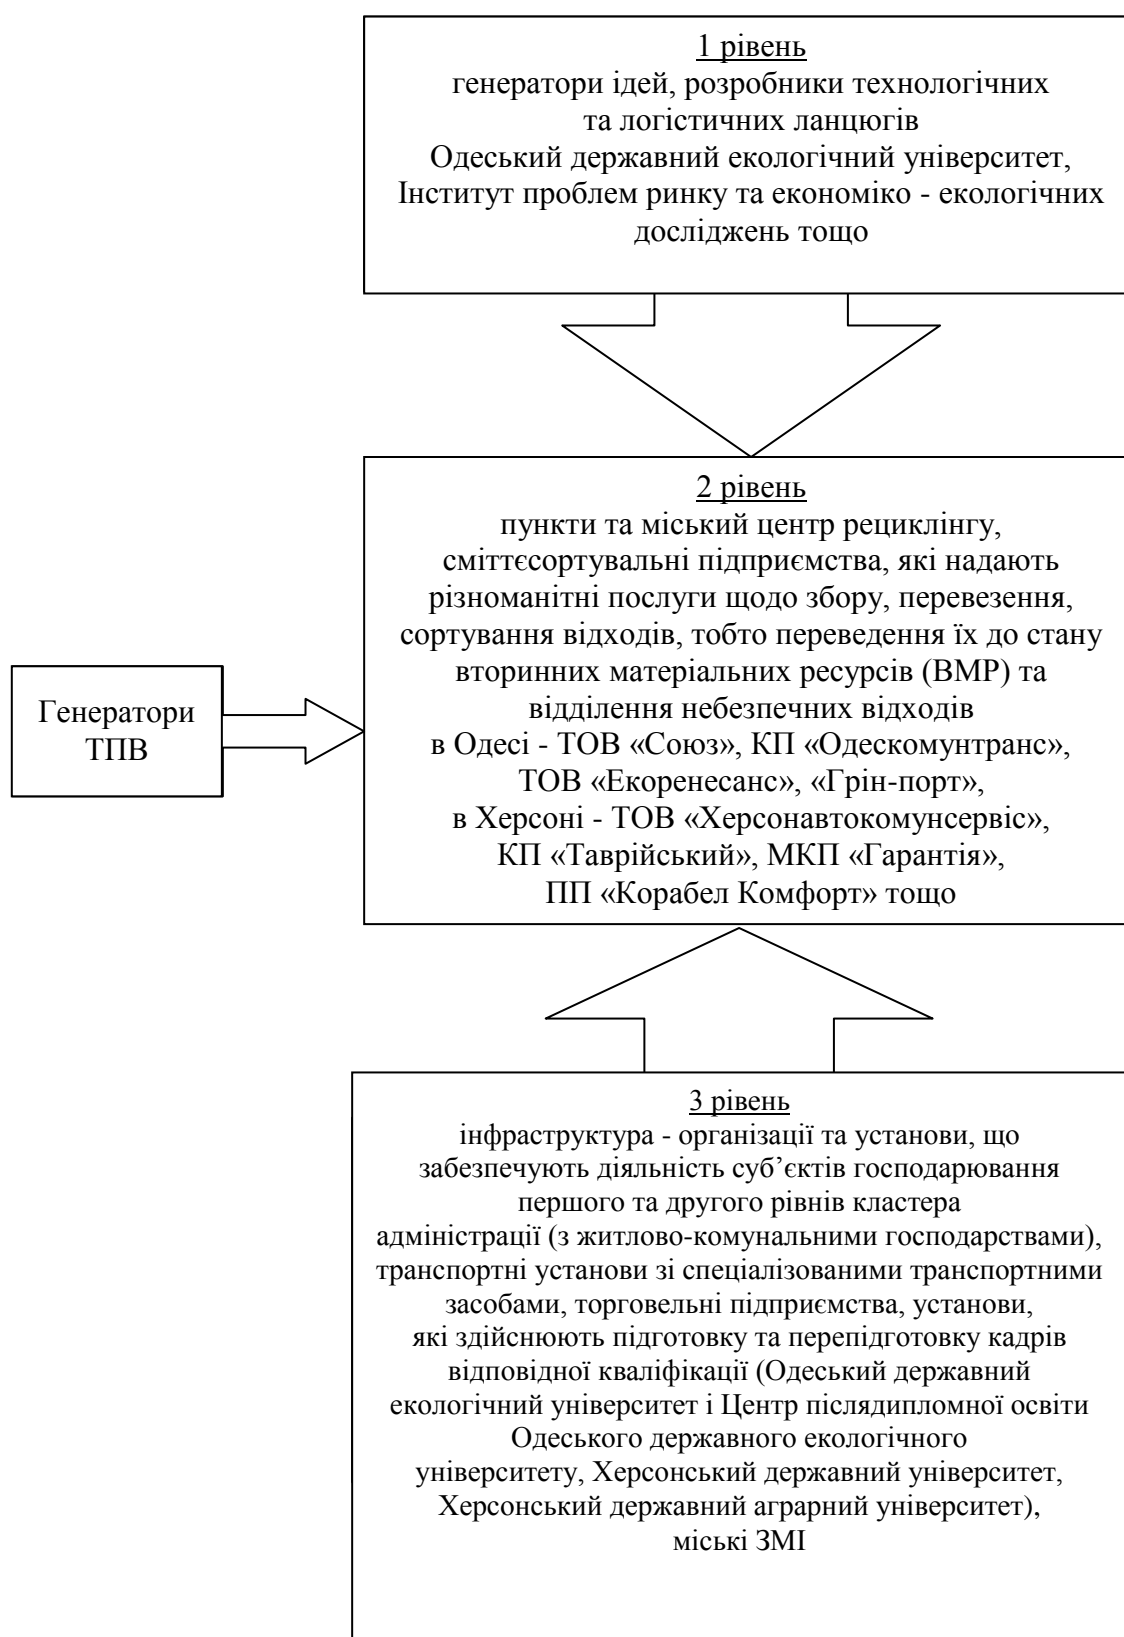 1 рівень
генератори ідей, розробники технологічних
та логістичних ланцюгів
Одеський державний екологічний університет,
Інститут проблем ринку та економіко - екологічних
досліджень тощо
2 рівень
пункти та міський центр рециклінгу,
сміттєсортувальні підприємства, які надають
різноманітні послуги щодо збору, перевезення,
сортування відходів, тобто переведення їх до стану
вторинних матеріальних ресурсів (ВМР) та
відділення небезпечних відходів
в Одесі - ТОВ «Союз», КП «Одескомунтранс»,
ТОВ «Екоренесанс», «Грін-порт»,
в Херсоні - ТОВ «Херсонавтокомунсервіс»,
КП «Таврійський», МКП «Гарантія»,
ПП «Корабел Комфорт» тощо
Генератори
ТПВ
3 рівень
інфраструктура - організації та установи, що
забезпечують діяльність суб’єктів господарювання
першого та другого рівнів кластера
адміністрації (з житлово-комунальними господарствами),
транспортні установи зі спеціалізованими транспортними
засобами, торговельні підприємства, установи,
які здійснюють підготовку та перепідготовку кадрів
відповідної кваліфікації (Одеський державний
екологічний університет і Центр післядипломної освіти
Одеського державного екологічного
університету, Херсонський державний університет,
Херсонський державний аграрний університет),
міські ЗМІ